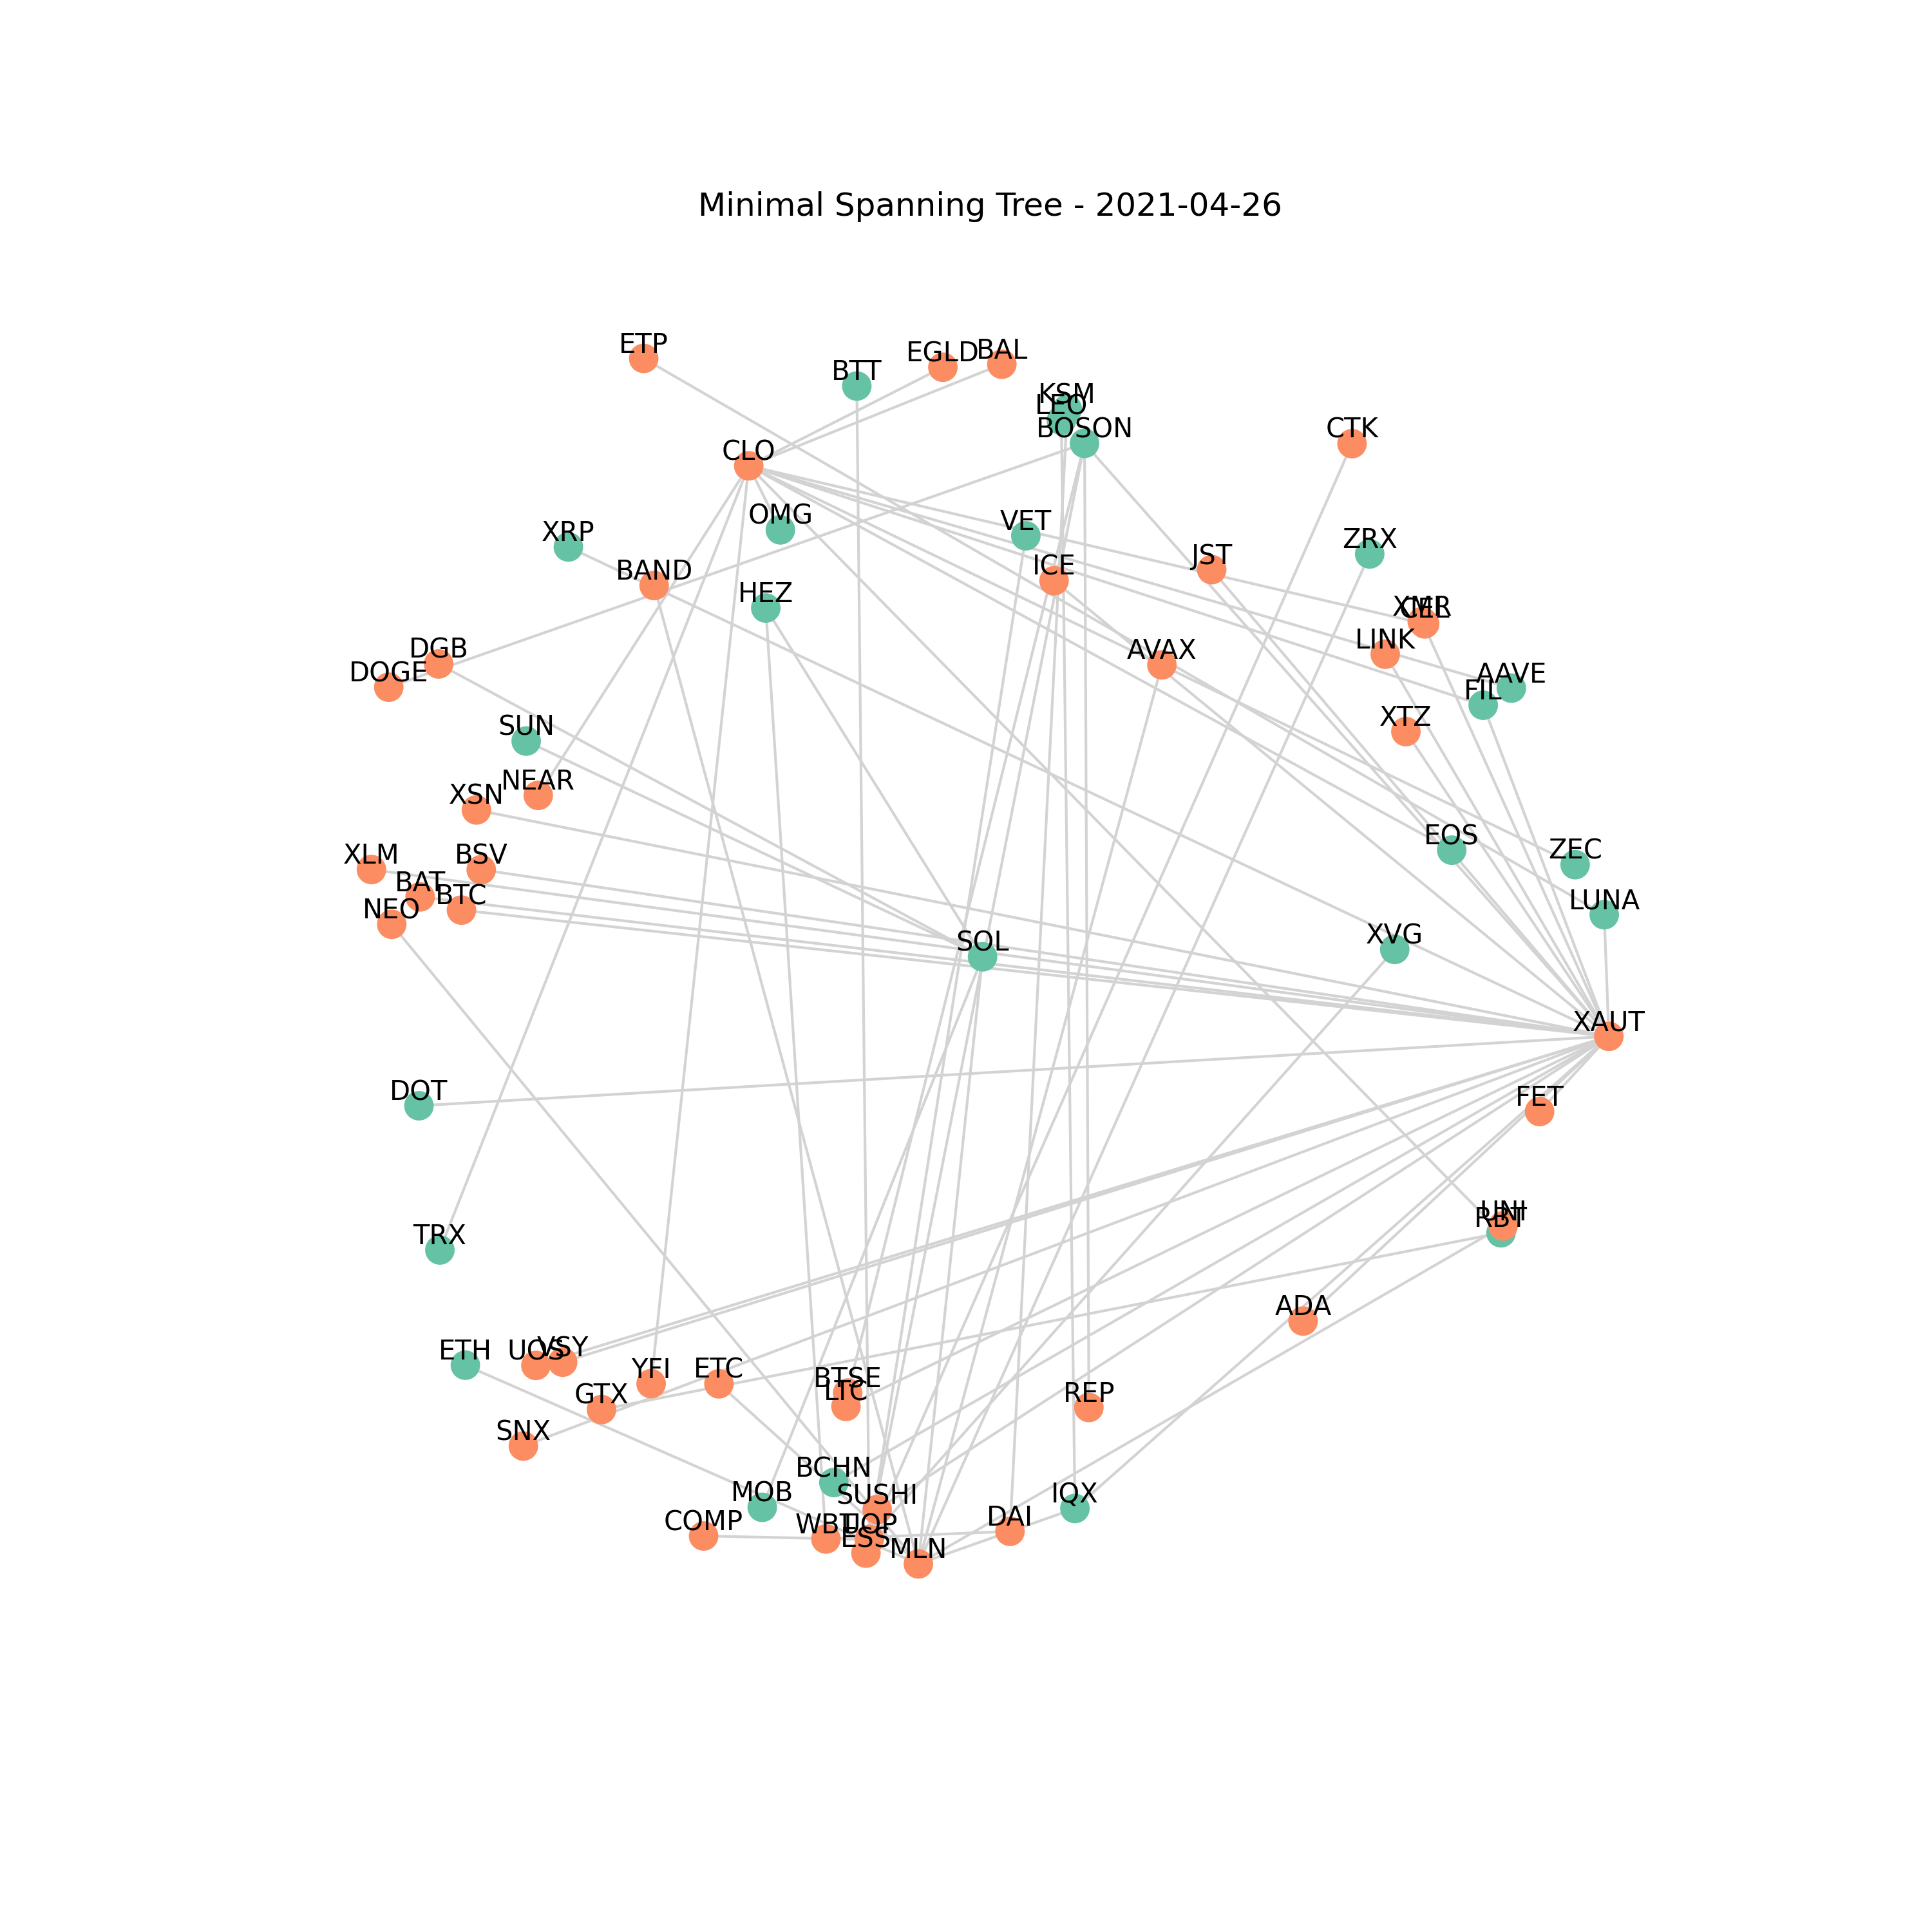 Minimal Spanning Tree - 2021-04-26
ETP
BTT
EGLD
BAL
KSM
LEO
BOSON
CTK
CLO
OMG
VET
XRP
ZRX
JST
ICE
BAND
HEZ
XMR
CEL
LINK
DGB
AVAX
DOGE
AAVE
FIL
XTZ
SUN
NEAR
XSN
EOS
ZEC
XLM
BSV
BAT
BTC
NEO
LUNA
XVG
SOL
XAUT
DOT
FET
UNI
RBT
TRX
ADA
ETH
UOS
VSY
YFI
ETC
BTSE
LTC
REP
GTX
SNX
BCHN
MOB
SUSHI
IQX
COMP
WBT
UOP
DAI
ESS
MLN